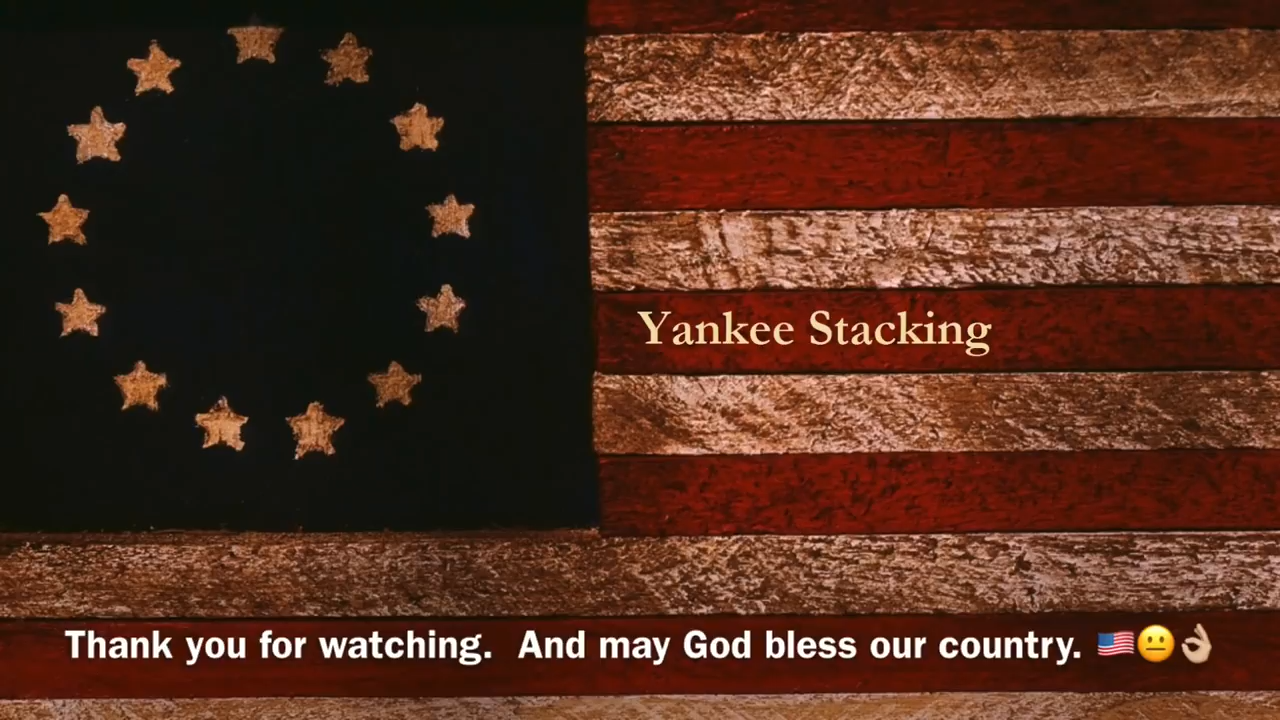 Yankee Stacking
Thank you for watching. And may God bless our country. 🇺🇸😐👌🏼